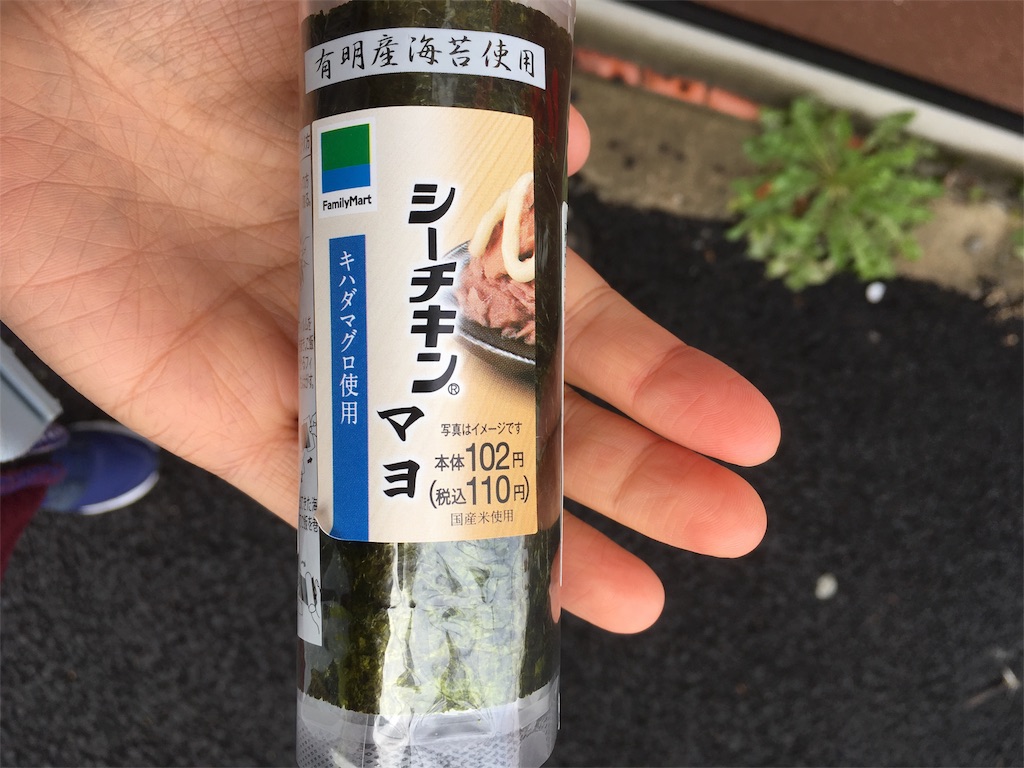 有明産海苔使用
FamilyMart
シーチキン®
マヨ
キハダマグロ使用
写真はイメージです
本体102円
(税込110円)
国産米使用